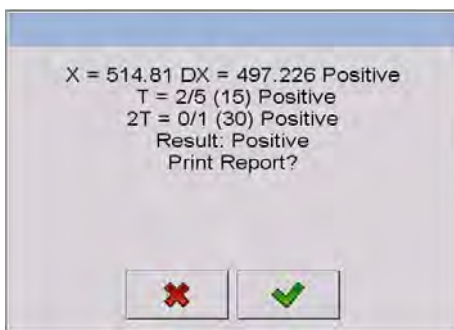 X = 514.81 DX = 497.226 Positive
T = 2/5 (15) Positive
2T = 0/1 (30) Positive
Result: Positive
Print Report?